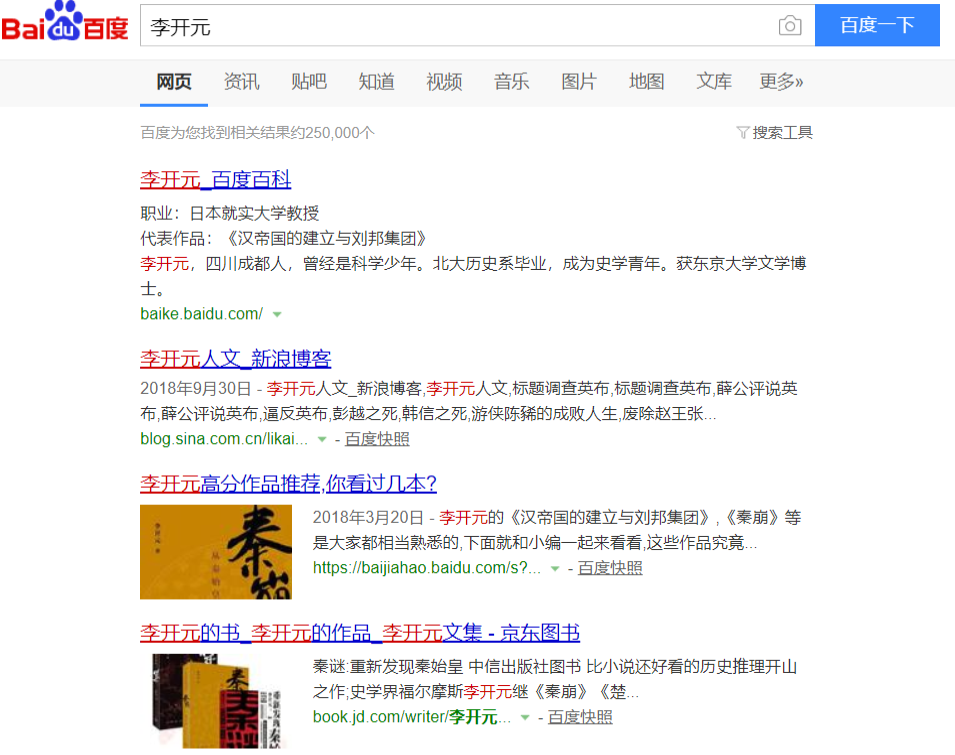 Bai du 百度
李开元
百度一下
网页 资讯 贴吧 知道 视频 音乐 图片 地图 文库 更多»
百度为您找到相关结果约250,000个
搜索工具
李开元_百度百科
职业：日本就实大学教授
代表作品：《汉帝国的建立与刘邦集团》
李开元，四川成都人，曾经是科学少年。北大历史系毕业，成为史学青年。获东京大学文学博
士。
baike.baidu.com/
李开元人文_新浪博客
2018年9月30日 - 李开元人文_新浪博客,李开元人文,标题调查英布,标题调查英布,薛公评说英
布,薛公评说英布,逼反英布,彭越之死,韩信之死,游侠陈豨的成败人生,废除赵王张...
blog.sina.com.cn/likai... - 百度快照
李开元高分作品推荐,你看过几本?
秦崩
李开元 著
2018年3月20日 - 李开元的《汉帝国的建立与刘邦集团》,《秦崩》等
是大家都相当熟悉的,下面就和小编一起来看看,这些作品究竟...
https://baijiahao.baidu.com/s?... - 百度快照
李开元的书_李开元的作品_李开元文集 - 京东图书
秦谜:重新发现秦始皇 中信出版社图书 比小说还好看的历史推理开山
之作;史学界福尔摩斯李开元继《秦崩》《楚...
book.jd.com/writer/李开元... - 百度快照